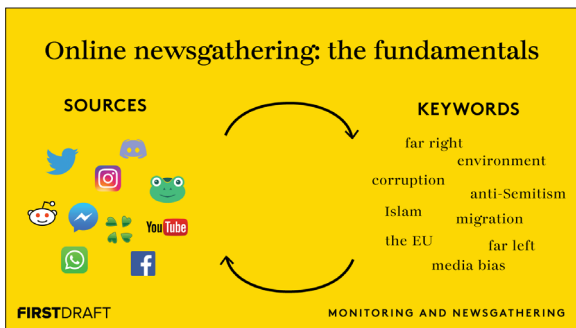 Online newsgathering: the fundamentals
SOURCES
YouTube
KEYWORDS
far right
environment
corruption
anti-Semitism
Islam
migration
the EU
far left
media bias
FIRSTDRAFT
MONITORING AND NEWSGATHERING